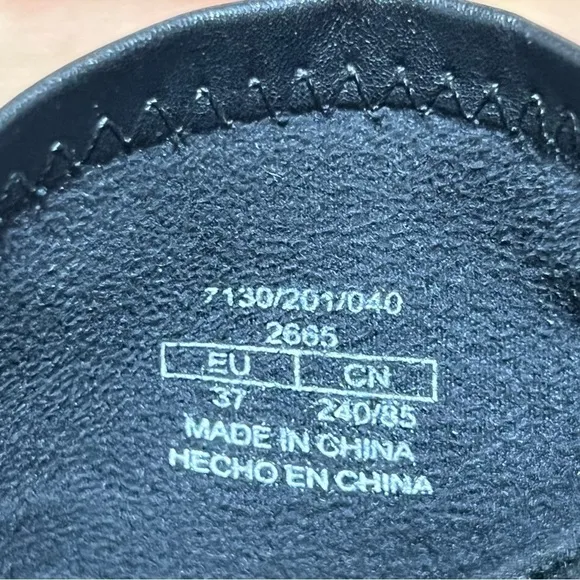 7130/201/040
2665
EU CN
37 240/85
MADE IN CHINA
HECHO EN CHINA